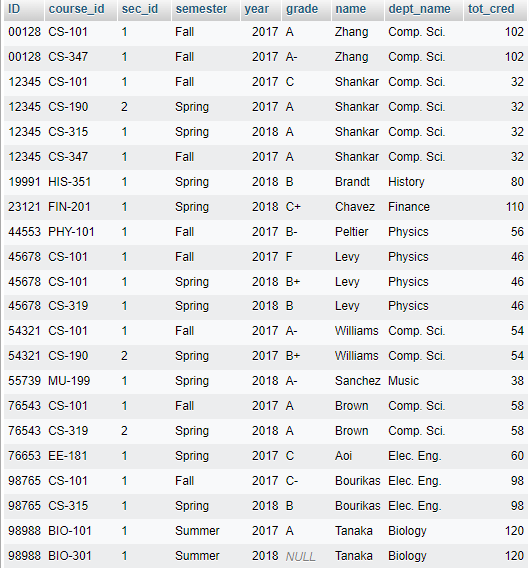 ID course_id sec_id semester year grade name dept_name tot_cred
00128 CS-101 1 Fall 2017 A Zhang Comp. Sci. 102
00128 CS-347 1 Fall 2017 A- Zhang Comp. Sci. 102
12345 CS-101 1 Fall 2017 C Shankar Comp. Sci. 32
12345 CS-190 2 Spring 2017 A Shankar Comp. Sci. 32
12345 CS-315 1 Spring 2018 A Shankar Comp. Sci. 32
12345 CS-347 1 Fall 2017 A Shankar Comp. Sci. 32
19991 HIS-351 1 Spring 2018 B Brandt History 80
23121 FIN-201 1 Spring 2018 C+ Chavez Finance 110
44553 PHY-101 1 Fall 2017 B- Peltier Physics 56
45678 CS-101 1 Fall 2017 F Levy Physics 46
45678 CS-101 1 Spring 2018 B+ Levy Physics 46
45678 CS-319 1 Spring 2018 B Levy Physics 46
54321 CS-101 1 Fall 2017 A- Williams Comp. Sci. 54
54321 CS-190 2 Spring 2017 B+ Williams Comp. Sci. 54
55739 MU-199 1 Spring 2018 A- Sanchez Music 38
76543 CS-101 1 Fall 2017 A Brown Comp. Sci. 58
76543 CS-319 2 Spring 2018 A Brown Comp. Sci. 58
76653 EE-181 1 Spring 2017 C Aoi Elec. Eng. 60
98765 CS-101 1 Fall 2017 C- Bourikas Elec. Eng. 98
98765 CS-315 1 Spring 2018 B Bourikas Elec. Eng. 98
98988 BIO-101 1 Summer 2017 A Tanaka Biology 120
98988 BIO-301 1 Summer 2018 NULL Tanaka Biology 120